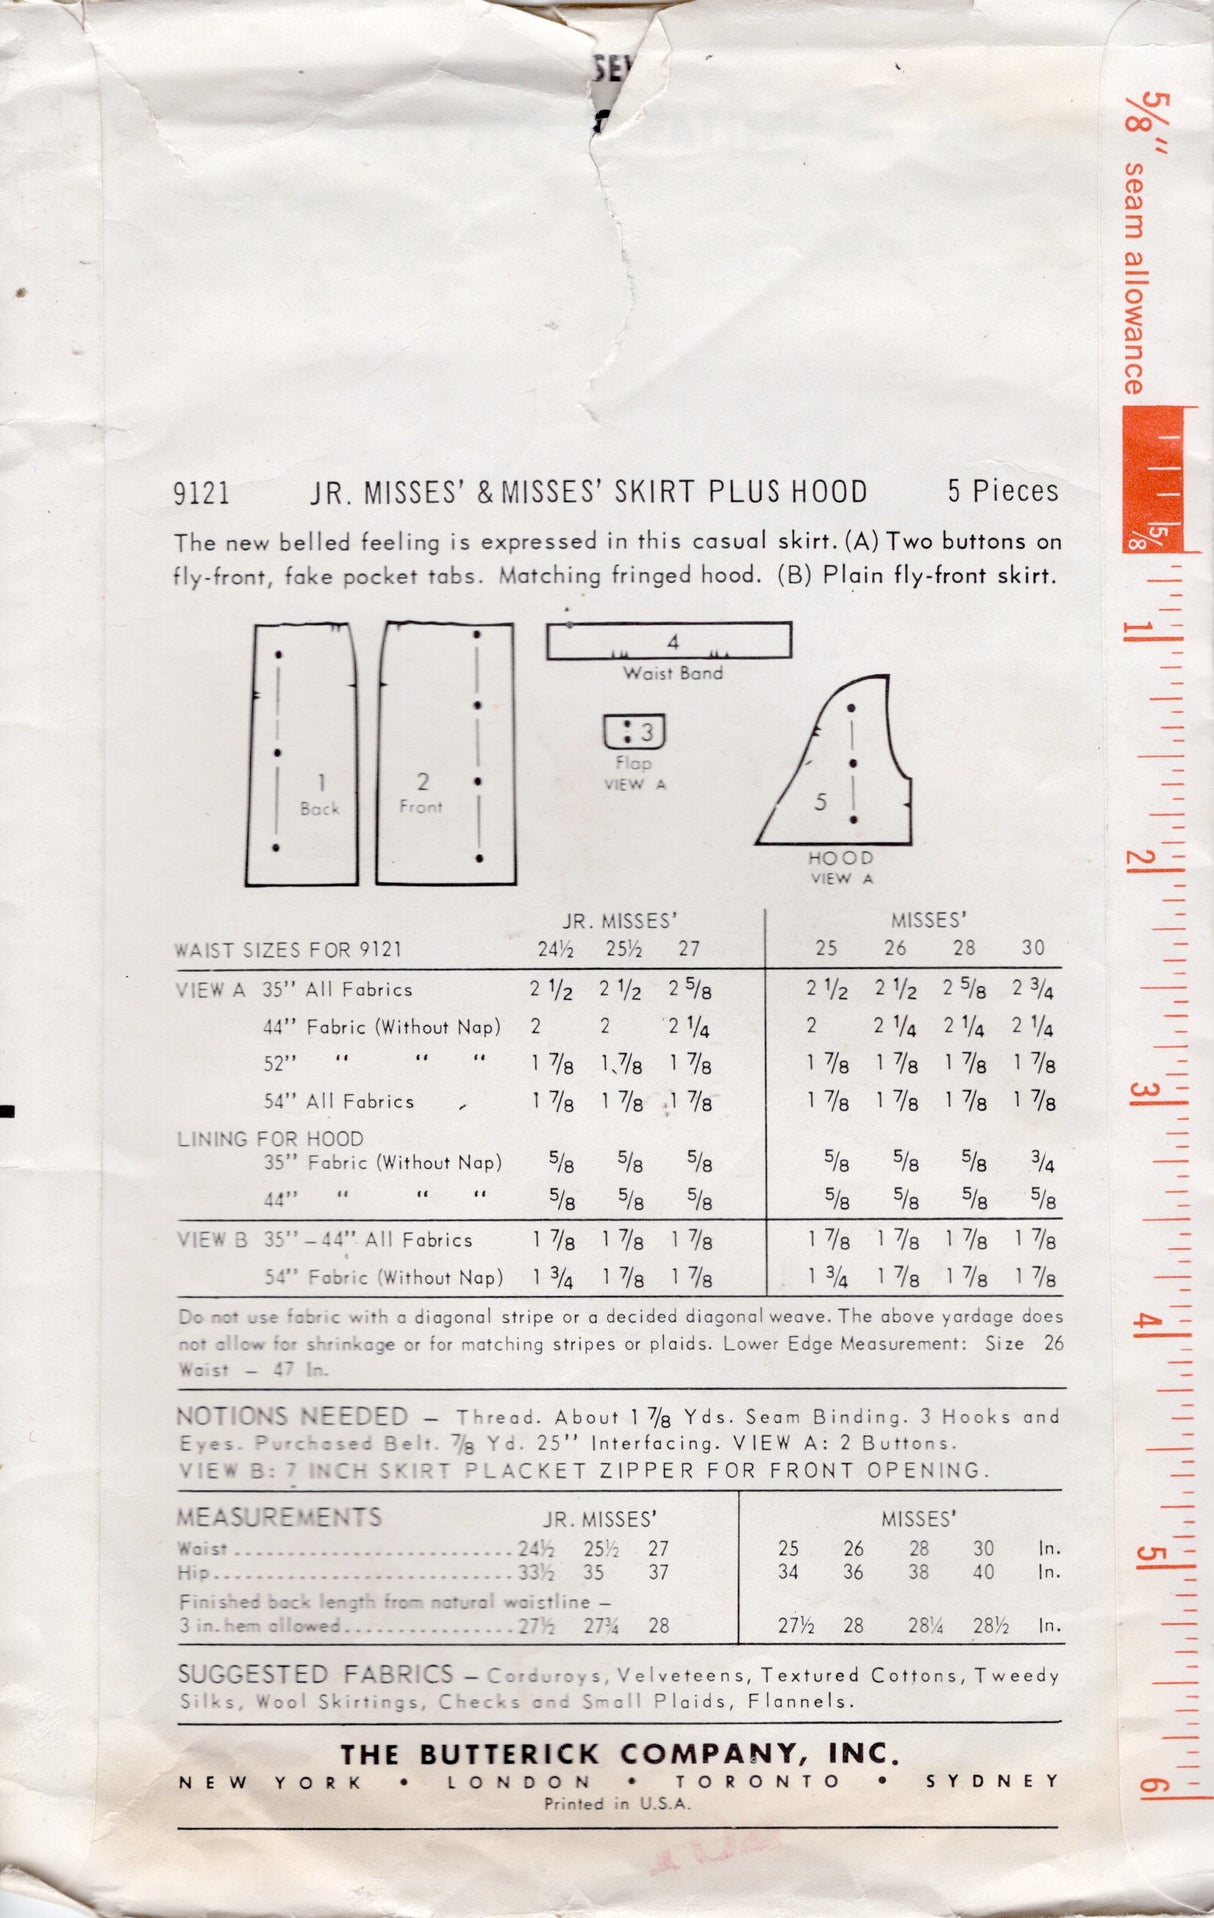 SEW
5/8" seam allowance
9121 JR. MISSES' & MISSES' SKIRT PLUS HOOD 5 Pieces
The new belled feeling is expressed in this casual skirt. (A) Two buttons on
fly-front, fake pocket tabs. Matching fringed hood. (B) Plain fly-front skirt.
1
Back
2
Front
4
Waist Band
3
Flap
VIEW A
5
HOOD
VIEW A
JR. MISSES' MISSES'
WAIST SIZES FOR 9121 24½ 25½ 27 25 26 28 30
VIEW A 35" All Fabrics 2 1/2 2 1/2 2 5/8 2 1/2 2 1/2 2 5/8 2 3/4
44" Fabric (Without Nap) 2 2 2 1/4 2 2 1/4 2 1/4 2 1/4
52" " " " 1 7/8 1 7/8 1 7/8 1 7/8 1 7/8 1 7/8 1 7/8
54" All Fabrics 1 7/8 1 7/8 1 7/8 1 7/8 1 7/8 1 7/8 1 7/8
LINING FOR HOOD
35" Fabric (Without Nap) 5/8 5/8 5/8 5/8 5/8 5/8 3/4
44" " " " 5/8 5/8 5/8 5/8 5/8 5/8 5/8
VIEW B 35"–44" All Fabrics 1 7/8 1 7/8 1 7/8 1 7/8 1 7/8 1 7/8 1 7/8
54" Fabric (Without Nap) 1 3/4 1 7/8 1 7/8 1 3/4 1 7/8 1 7/8 1 7/8
Do not use fabric with a diagonal stripe or a decided diagonal weave. The above yardage does
not allow for shrinkage or for matching stripes or plaids. Lower Edge Measurement: Size 26
Waist – 47 In.
NOTIONS NEEDED – Thread. About 1 7/8 Yds. Seam Binding. 3 Hooks and
Eyes. Purchased Belt. 7/8 Yd. 25" Interfacing. VIEW A: 2 Buttons.
VIEW B: 7 INCH SKIRT PLACKET ZIPPER FOR FRONT OPENING.
MEASUREMENTS JR. MISSES' MISSES'
Waist........................... 24½ 25½ 27 25 26 28 30 In.
Hip............................. 33½ 35 37 34 36 38 40 In.
Finished back length from natural waistline –
3 in. hem allowed................ 27½ 27¾ 28 27½ 28 28¼ 28½ In.
SUGGESTED FABRICS – Corduroys, Velveteens, Textured Cottons, Tweedy
Silks, Wool Skirtings, Checks and Small Plaids, Flannels.
THE BUTTERICK COMPANY, INC.
NEW YORK • LONDON • TORONTO • SYDNEY
Printed in U.S.A.
5/8
1
2
3
4
5
6